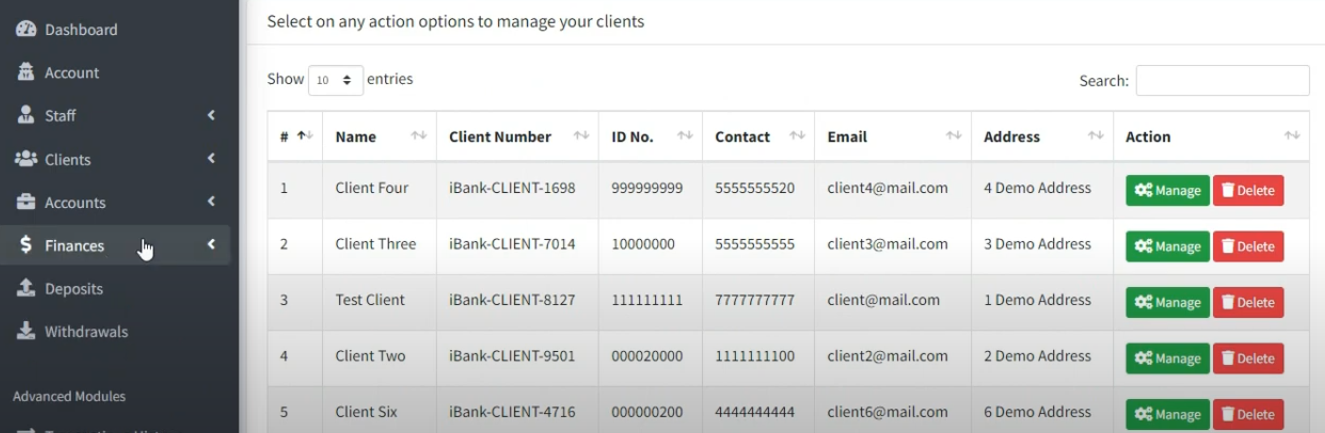 Dashboard
Account
Staff
Clients
Accounts
Finances
Deposits
Withdrawals
Advanced Modules
Select on any action options to manage your clients
Show 10 entries
Search:
# Name Client Number ID No. Contact Email Address Action
1 Client Four iBank-CLIENT-1698 999999999 5555555520 client4@mail.com 4 Demo Address Manage Delete
2 Client Three iBank-CLIENT-7014 10000000 5555555555 client3@mail.com 3 Demo Address Manage Delete
3 Test Client iBank-CLIENT-8127 111111111 7777777777 client@mail.com 1 Demo Address Manage Delete
4 Client Two iBank-CLIENT-9501 000020000 1111111100 client2@mail.com 2 Demo Address Manage Delete
5 Client Six iBank-CLIENT-4716 000000200 4444444444 client6@mail.com 6 Demo Address Manage Delete